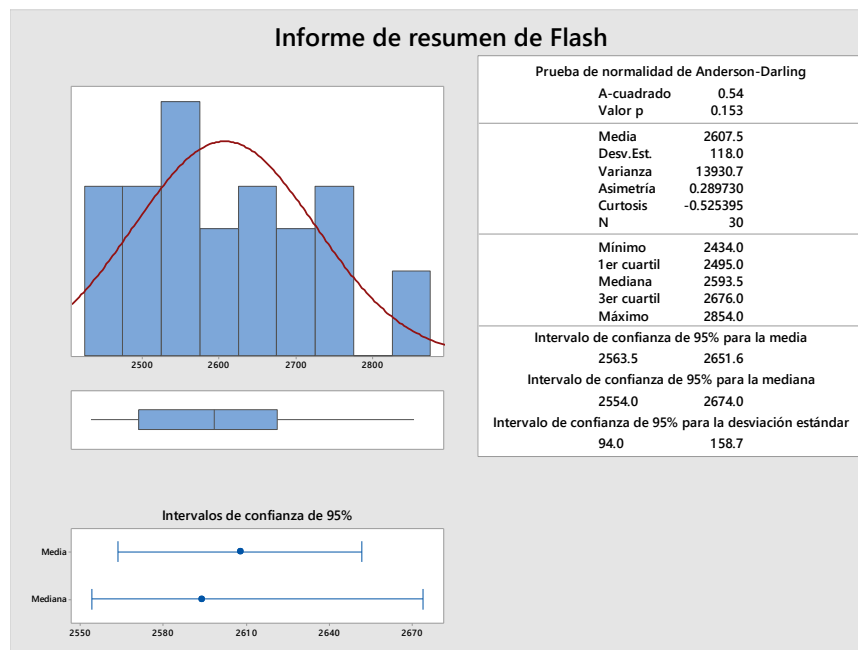 Informe de resumen de Flash
Prueba de normalidad de Anderson-Darling
A-cuadrado 0.54
Valor p 0.153
Media 2607.5
Desv.Est. 118.0
Varianza 13930.7
Asimetría 0.289730
Curtosis -0.525395
N 30
Mínimo 2434.0
1er cuartil 2495.0
Mediana 2593.5
3er cuartil 2676.0
Máximo 2854.0
Intervalo de confianza de 95% para la media
2563.5 2651.6
Intervalo de confianza de 95% para la mediana
2554.0 2674.0
Intervalo de confianza de 95% para la desviación estándar
94.0 158.7
2500 2600 2700 2800
Intervalos de confianza de 95%
Media
Mediana
2550 2580 2610 2640 2670